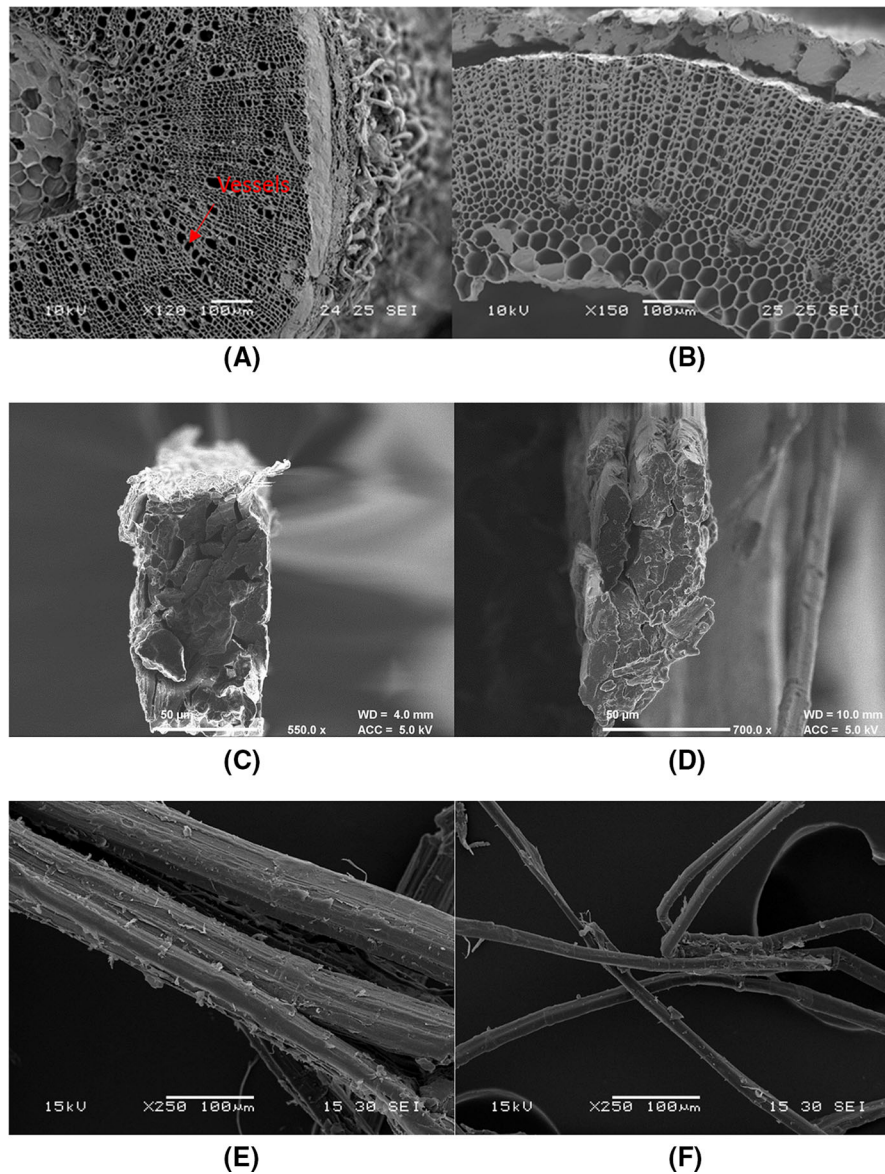 Vessels
10kV X120 100µm 24 25 SEI
10kV X150 100µm 25 25 SEI
(A)
(B)
50 µm 550.0 x WD = 4.0 mm
ACC = 5.0 kV
50 µm 700.0 x WD = 10.0 mm
ACC = 5.0 kV
(C)
(D)
15kV X250 100µm 15 30 SEI
15kV X250 100µm 15 30 SEI
(E)
(F)